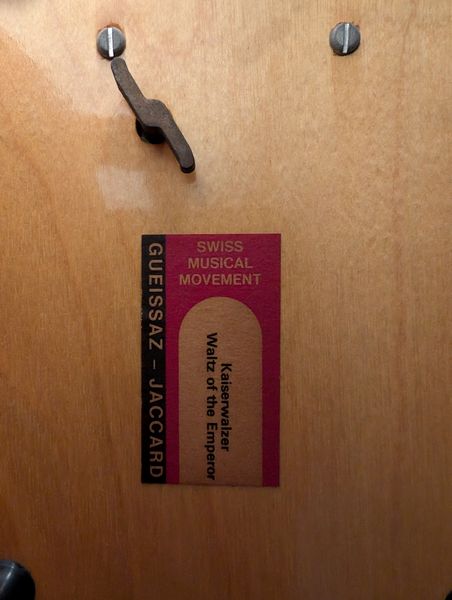 SWISS
MUSICAL
MOVEMENT
GUEISSAZ – JACCARD
Kaiserwalzer
Waltz of the Emperor